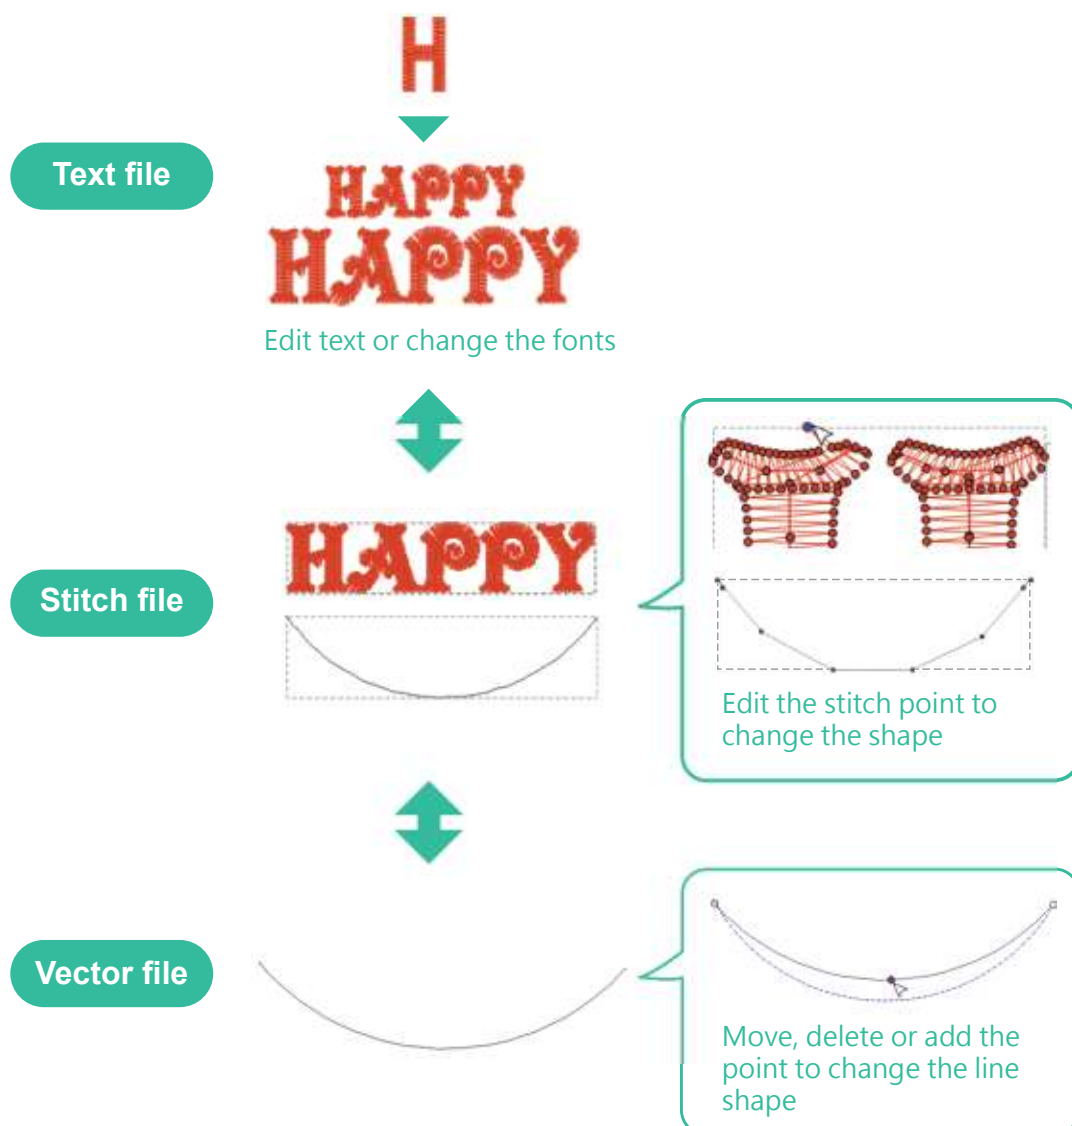 H
Text file
HAPPY
HAPPY
Edit text or change the fonts
Stitch file
HAPPY
Edit the stitch point to
change the shape
Vector file
Move, delete or add the
point to change the line
shape